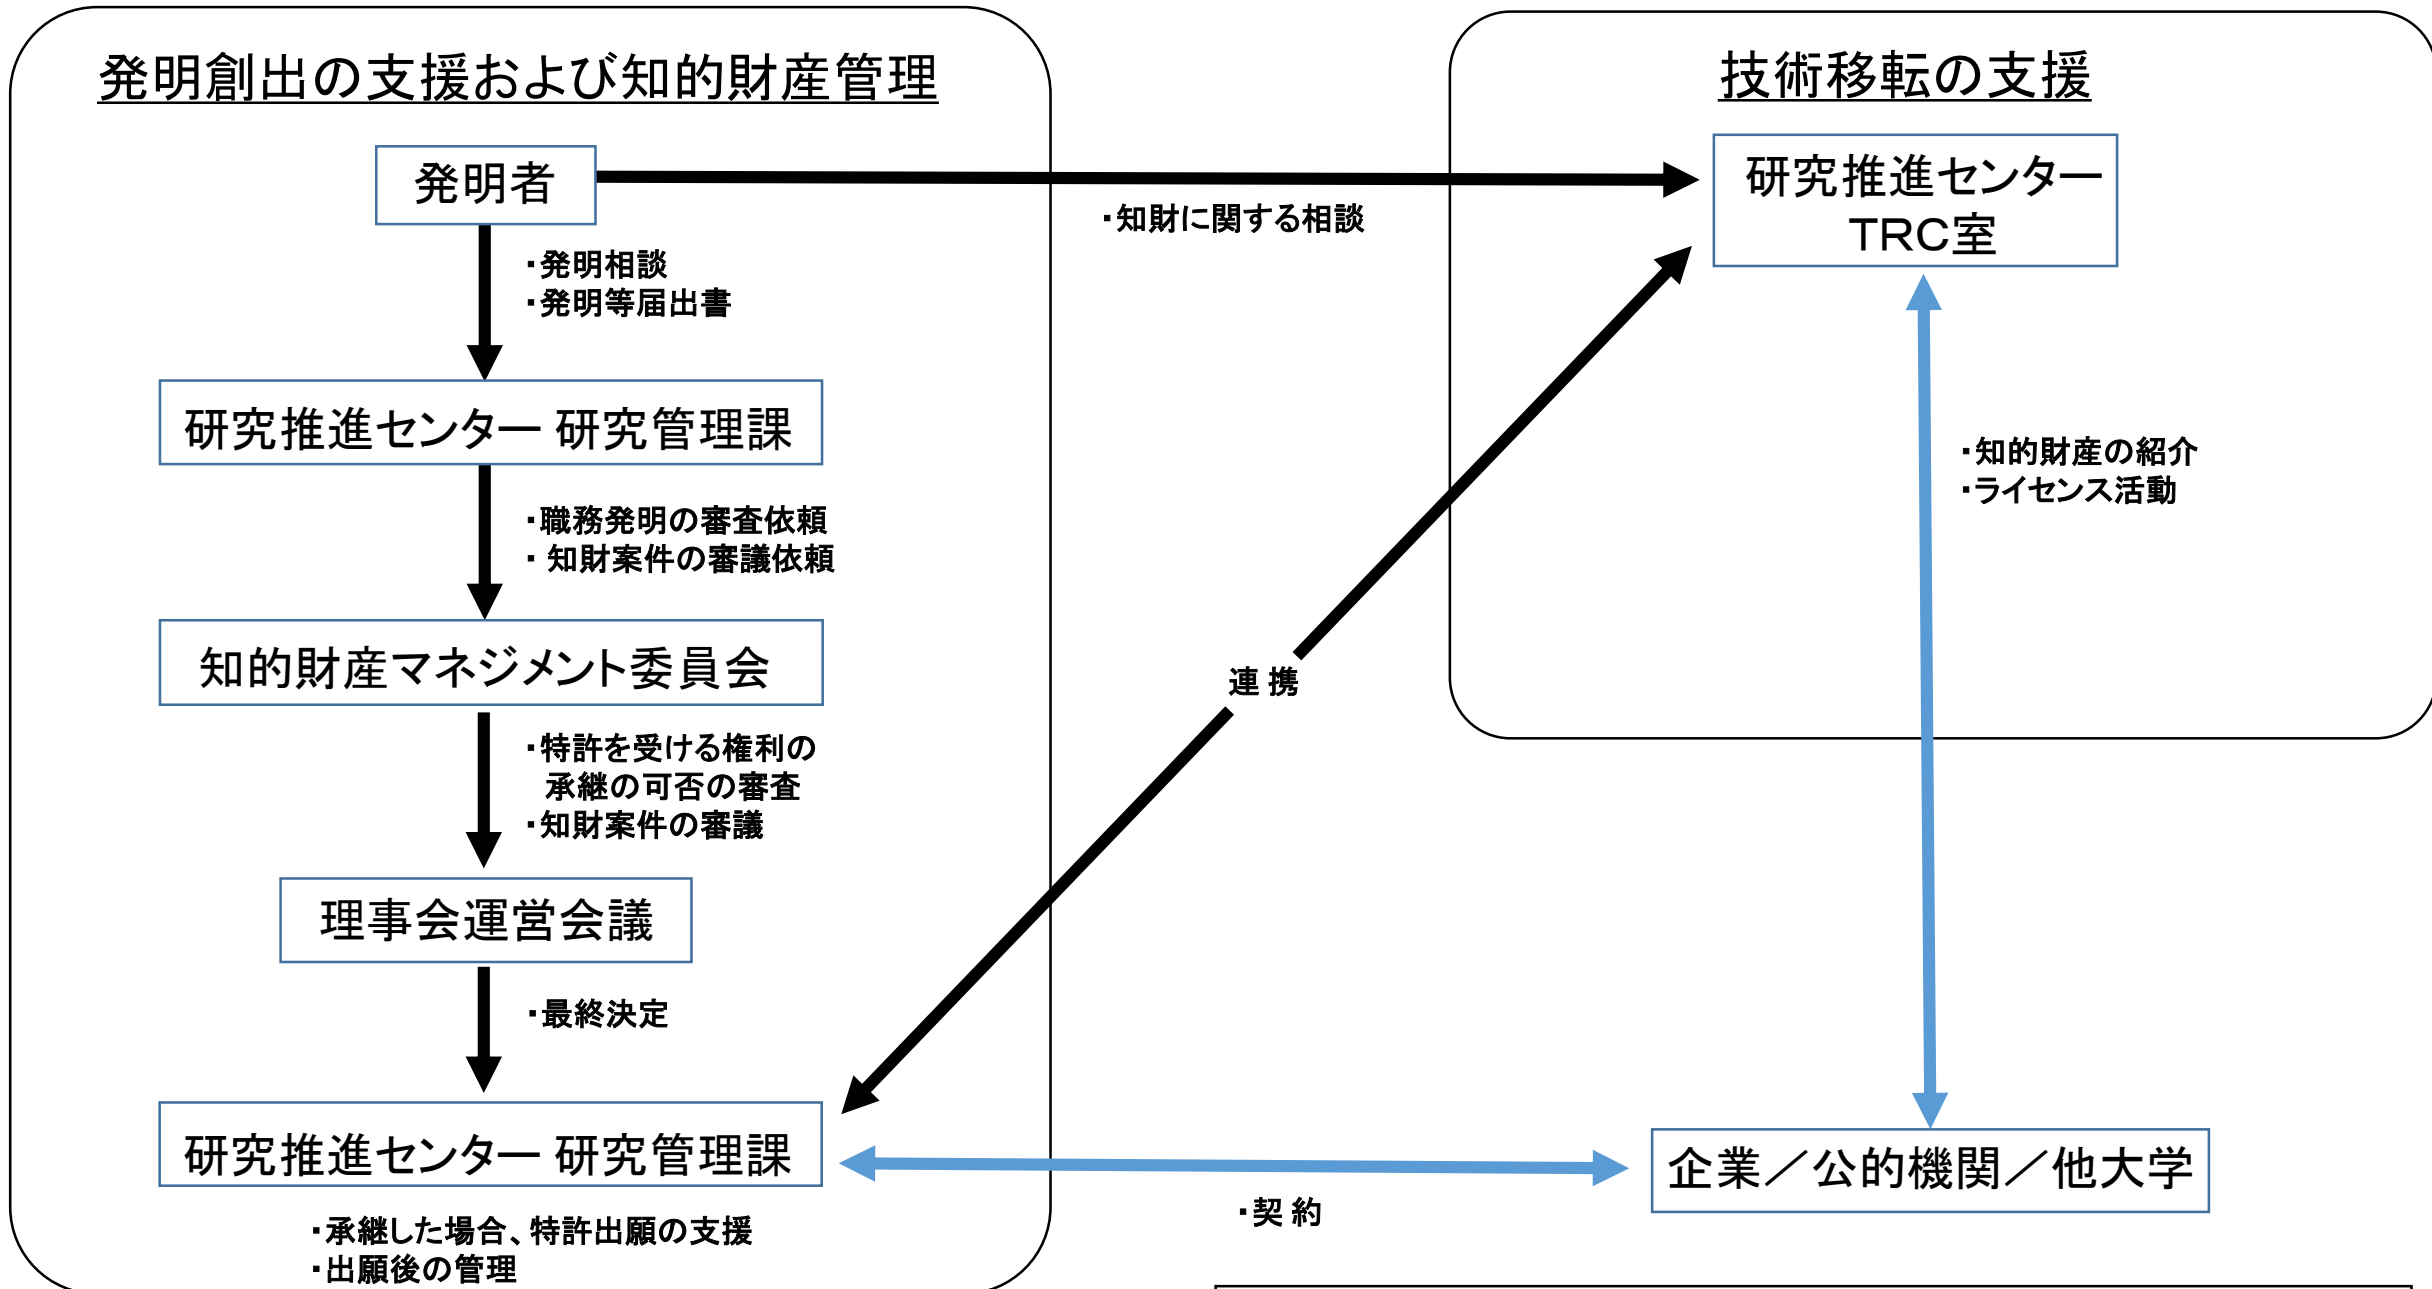 発明創出の支援および知的財産管理
発明者
・発明相談
・発明等届出書
研究推進センター 研究管理課
・職務発明の審査依頼
・ 知財案件の審議依頼
知的財産マネジメント委員会
・特許を受ける権利の
承継の可否の審査
・知財案件の審議
理事会運営会議
・最終決定
研究推進センター 研究管理課
・承継した場合、特許出願の支援
・出願後の管理
・知財に関する相談
連 携
・契 約
技術移転の支援
研究推進センター
TRC室
・知的財産の紹介
・ライセンス活動
企業／公的機関／他大学